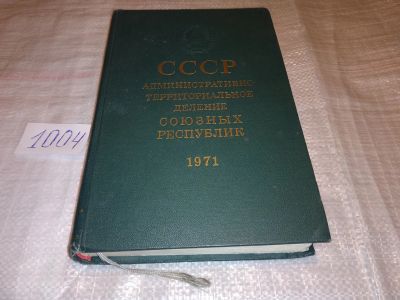 СССР
АДМИНИСТРАТИВНО-
ТЕРРИТОРИАЛЬНОЕ
ДЕЛЕНИЕ
СОЮЗНЫХ
РЕСПУБЛИК
1971
1004